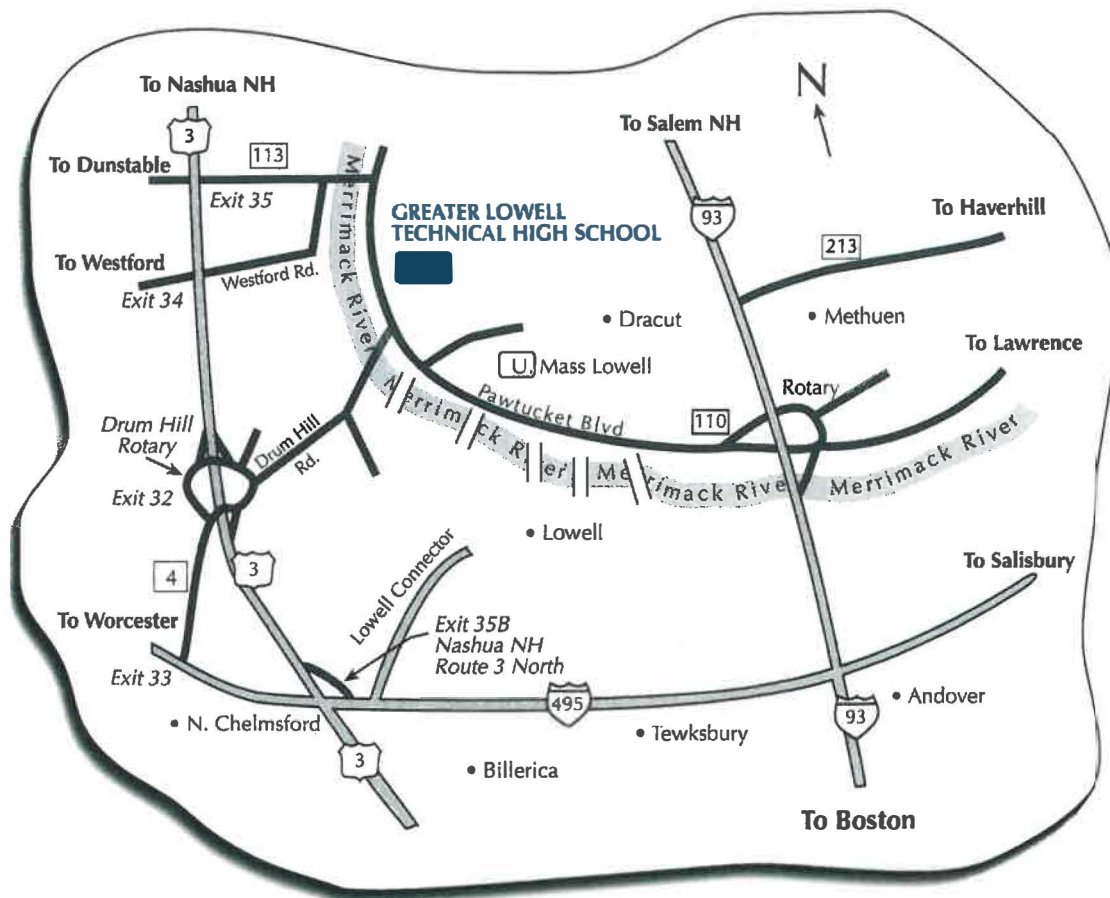 To Nashua NH
N
3
To Salem NH
To Dunstable
113
Exit 35
Merrimack River
GREATER LOWELL
TECHNICAL HIGH SCHOOL
93
To Haverhill
213
To Westford
Westford Rd.
Exit 34
• Dracut
• Methuen
U. Mass Lowell
To Lawrence
Rotary
Pawtucket Blvd
110
Drum Hill
Rotary
Drum Hill
Rd.
Exit 32
Merrimack River
Merrimack River
Merrimack River
• Lowell
4
3
Lowell Connector
To Salisbury
To Worcester
Exit 35B
Nashua NH
Route 3 North
Exit 33
495
• N. Chelmsford
• Andover
93
• Tewksbury
3
• Billerica
To Boston